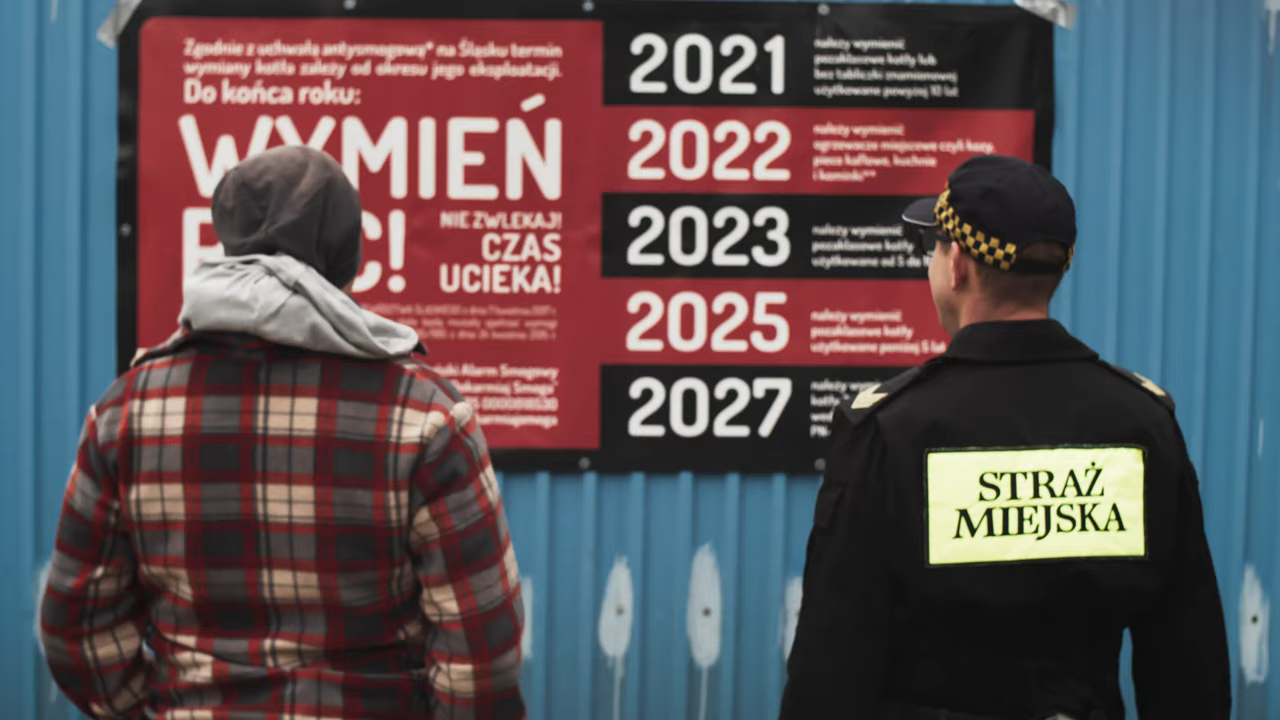 Zgodnie z uchwałą antysmogową* na Śląsku termin
wymiany kotła zależy od okresu jego eksploatacji.
Do końca roku:
WYMIEŃ
NIE ZWLEKAJ!
CZAS
UCIEKA!
Alarm Smogowy
2021
należy wymienić
pozaklasowe kotły lub
bez tabliczki znamionowej
użytkowane powyżej 10 lat
2022
należy wymienić
ogrzewacze miejscowe czyli kozy,
piece kaflowe, kuchnie
i kominki**
2023
należy wymienić
pozaklasowe kotły
użytkowane od 5 do
2025
należy wymienić
pozaklasowe kotły
użytkowane poniżej 5 lat
2027
należy
STRAŻ
MIEJSKA